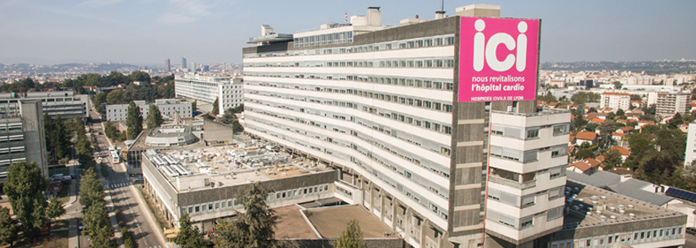 ici
nous revitalisons
l'hôpital cardio
HOSPICES CIVILS DE LYON